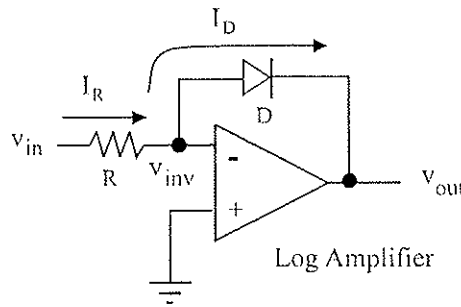 I_D
I_R
D
v_in
R
v_inv
-
+
v_out
Log Amplifier